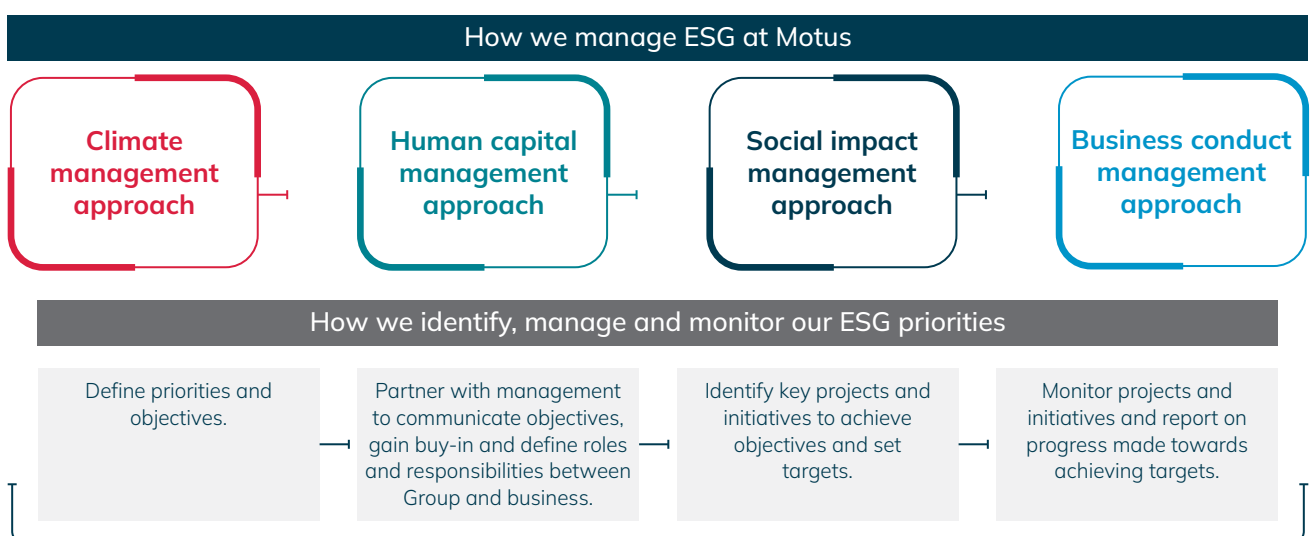 How we manage ESG at Motus
Climate
management
approach
Human capital
management
approach
Social impact
management
approach
Business conduct
management
approach
How we identify, manage and monitor our ESG priorities
Define priorities and
objectives.
Partner with management
to communicate objectives,
gain buy-in and define roles
and responsibilities between
Group and business.
Identify key projects and
initiatives to achieve
objectives and set
targets.
Monitor projects and
initiatives and report on
progress made towards
achieving targets.